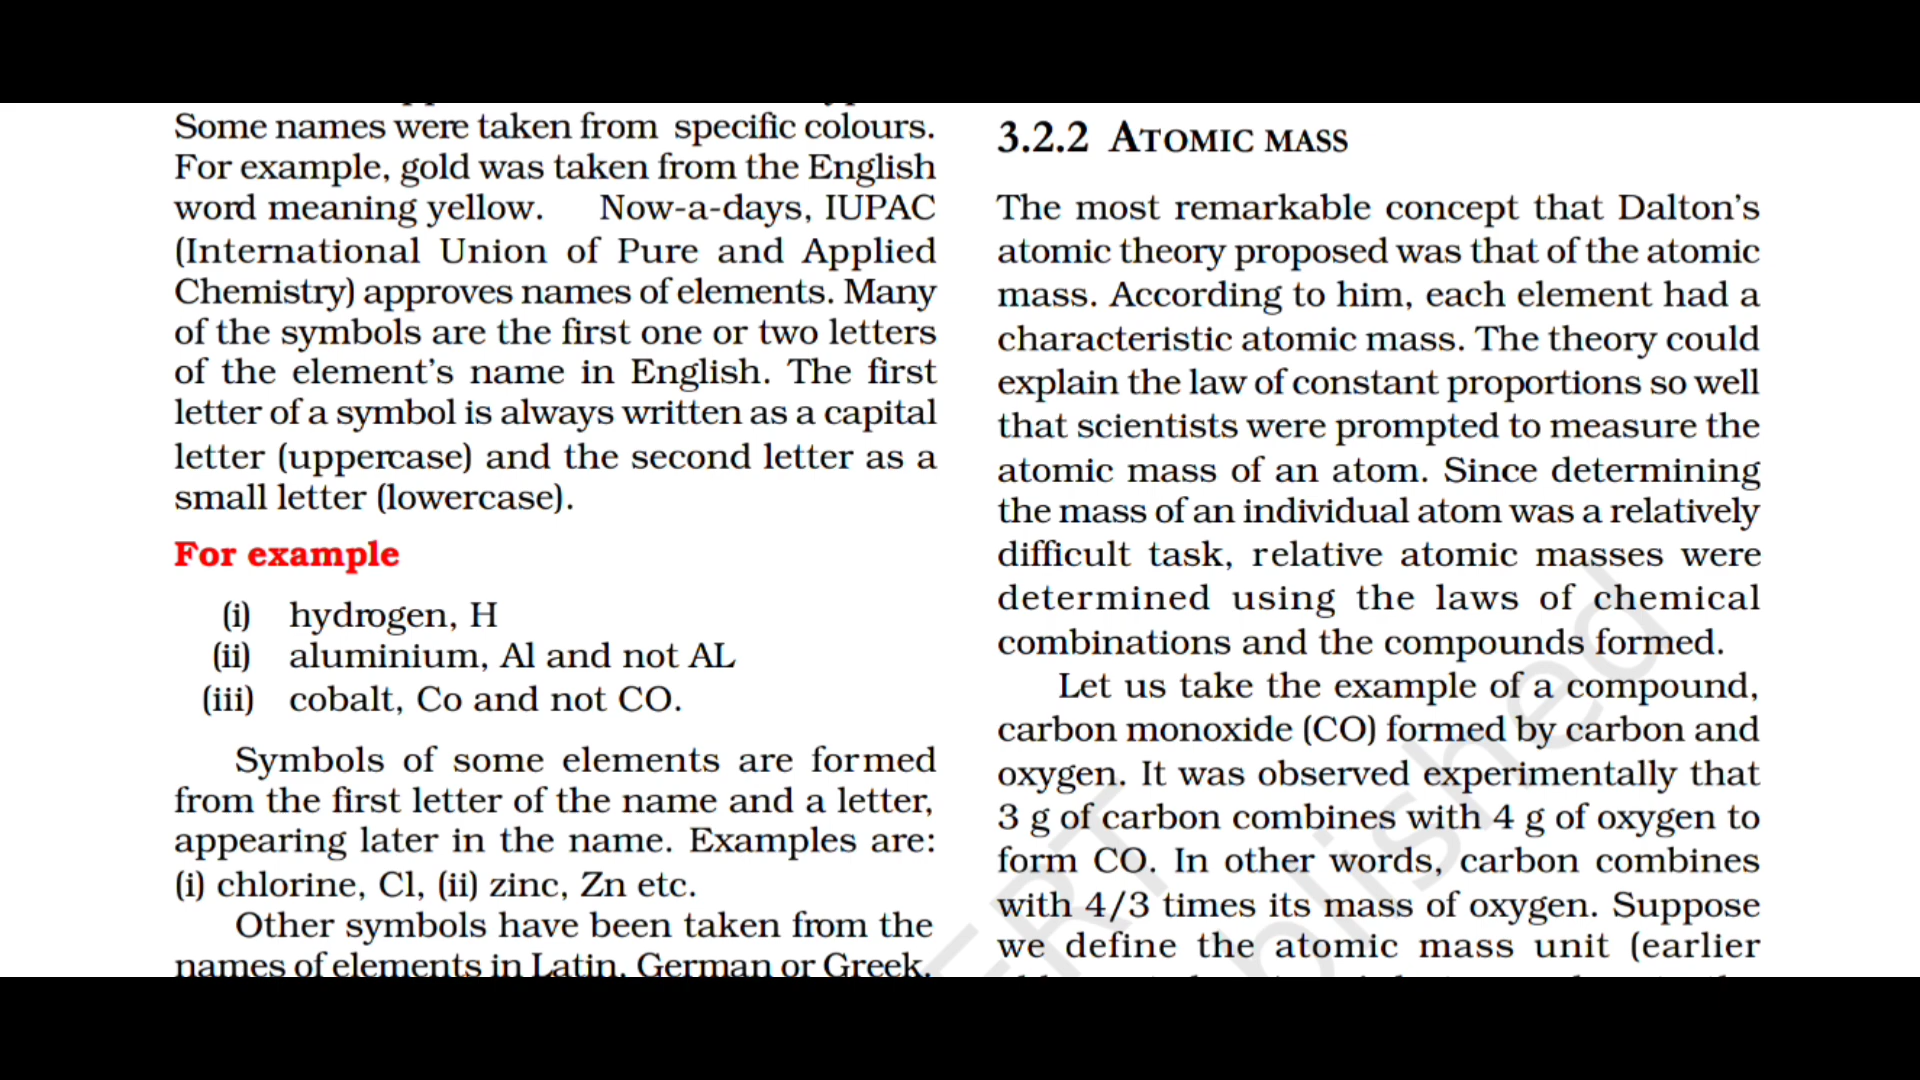 Some names were taken from specific colours.
For example, gold was taken from the English
word meaning yellow. Now-a-days, IUPAC
(International Union of Pure and Applied
Chemistry) approves names of elements. Many
of the symbols are the first one or two letters
of the element's name in English. The first
letter of a symbol is always written as a capital
letter (uppercase) and the second letter as a
small letter (lowercase).
For example
(i) hydrogen, H
(ii) aluminium, Al and not AL
(iii) cobalt, Co and not CO.
Symbols of some elements are formed
from the first letter of the name and a letter,
appearing later in the name. Examples are:
(i) chlorine, Cl, (ii) zinc, Zn etc.
Other symbols have been taken from the
names of elements in Latin, German or Greek.
3.2.2 ATOMIC MASS
The most remarkable concept that Dalton's
atomic theory proposed was that of the atomic
mass. According to him, each element had a
characteristic atomic mass. The theory could
explain the law of constant proportions so well
that scientists were prompted to measure the
atomic mass of an atom. Since determining
the mass of an individual atom was a relatively
difficult task, relative atomic masses were
determined using the laws of chemical
combinations and the compounds formed.
Let us take the example of a compound,
carbon monoxide (CO) formed by carbon and
oxygen. It was observed experimentally that
3 g of carbon combines with 4 g of oxygen to
form CO. In other words, carbon combines
with 4/3 times its mass of oxygen. Suppose
we define the atomic mass unit (earlier